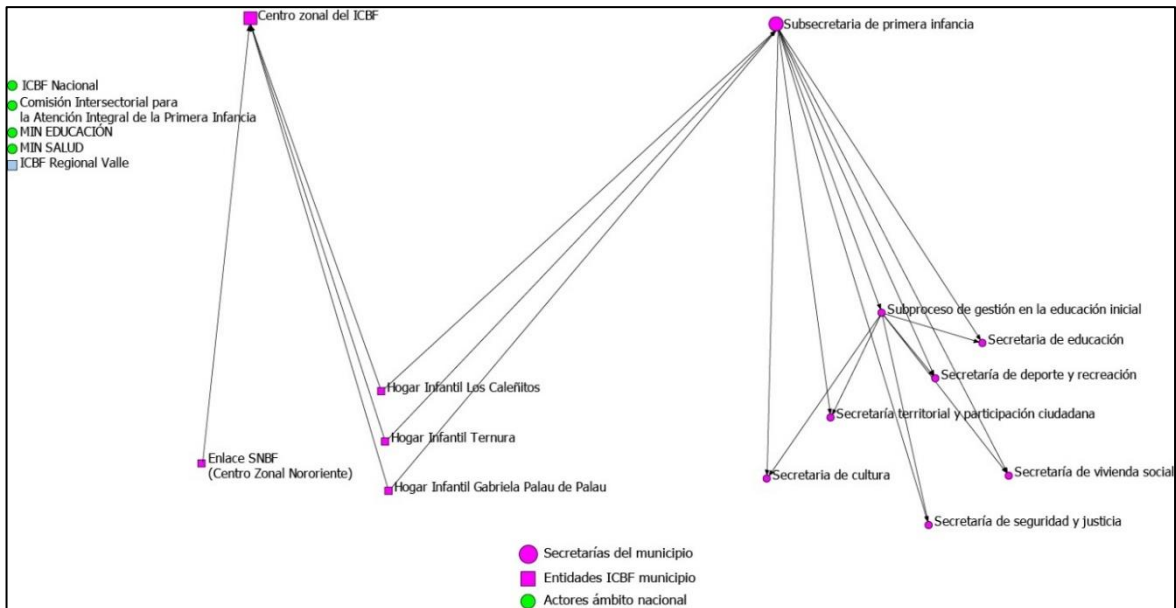 Centro zonal del ICBF
Subsecretaria de primera infancia
ICBF Nacional
Comisión Intersectorial para
la Atención Integral de la Primera Infancia
MIN EDUCACIÓN
MIN SALUD
ICBF Regional Valle
Subproceso de gestión en la educación inicial
Secretaria de educación
Secretaría de deporte y recreación
Hogar Infantil Los Caleñitos
Secretaría territorial y participación ciudadana
Hogar Infantil Ternura
Enlace SNBF
(Centro Zonal Nororiente)
Secretaria de cultura
Secretaría de vivienda social
Hogar Infantil Gabriela Palau de Palau
Secretaría de seguridad y justicia
Secretarías del municipio
Entidades ICBF municipio
Actores ámbito nacional